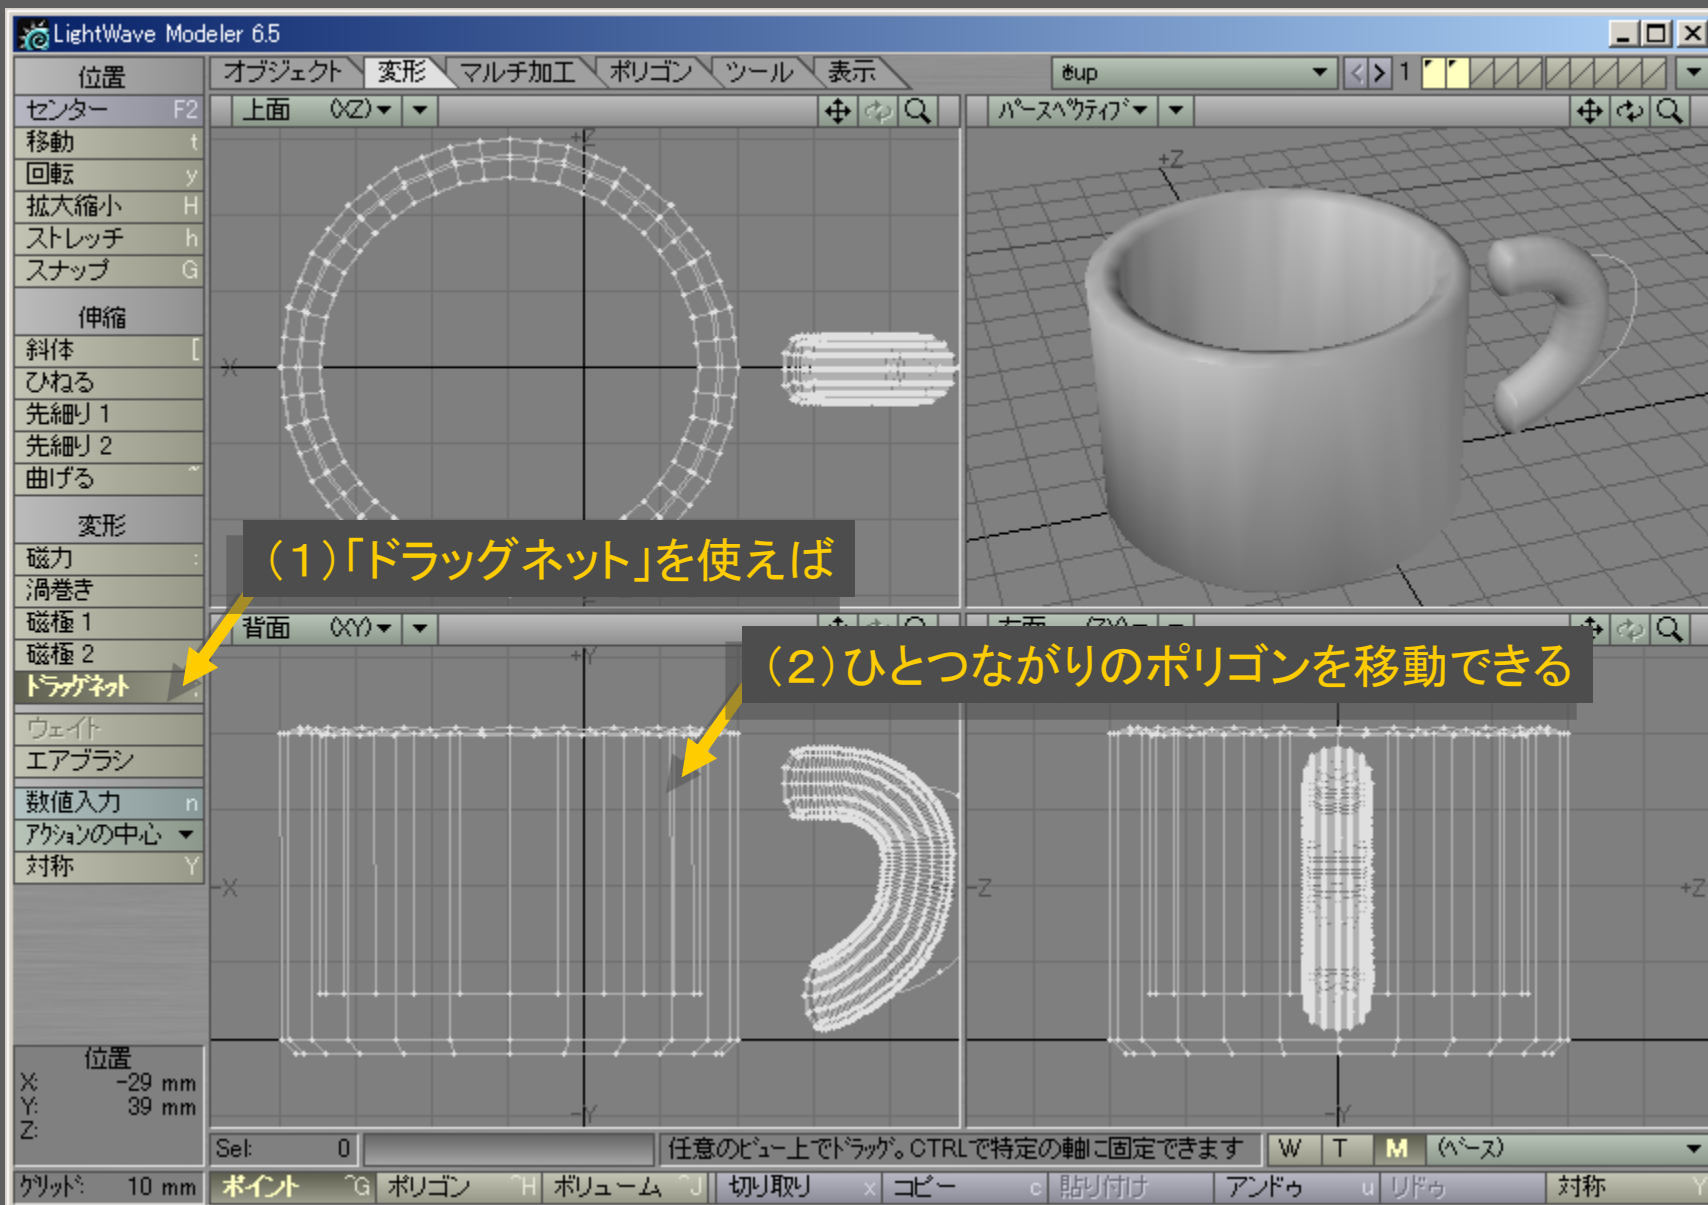 LightWave Modeler 6.5
位置
オブジェクト 変形 マルチ加工 ポリゴン ツール 表示
*up
1
センター F2
移動 t
回転 y
拡大縮小 H
ストレッチ h
スナップ G
伸縮
斜体 [
ひねる
先細り 1
先細り 2
曲げる ~
変形
磁力 :
渦巻き
磁極 1
磁極 2
ドラッグネット ;
ウェイト
エアブラシ
数値入力 n
アクションの中心
対称 Y
上面 (XZ)
+Z
-X
パースペクティブ
+Z
(1)「ドラッグネット」を使えば
背面 (XY)
+Y
-X
-Y
(2)ひとつながりのポリゴンを移動できる
右面 (ZY)
-Z
+Z
-Y
位置
X: -29 mm
Y: 39 mm
Z:
Sel: 0
任意のビュー上でドラッグ。CTRLで特定の軸に固定できます
W T M (ベース)
グリッド: 10 mm
ポイント ^G ポリゴン ^H ボリューム ^J 切り取り x コピー c 貼り付け アンドゥ u リドゥ 対称 Y